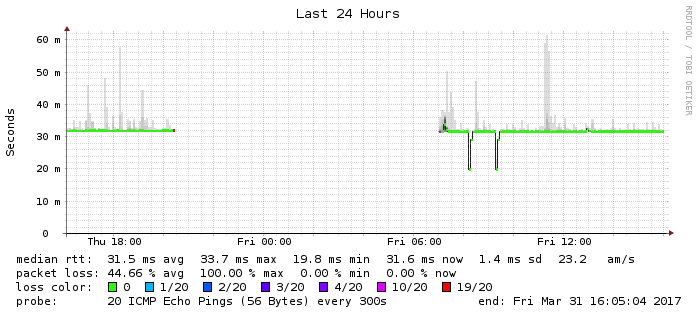 Last 24 Hours
RRDTOOL / TOBI OETIKER
Seconds
60 m
50 m
40 m
30 m
20 m
10 m
0
Thu 18:00 Fri 00:00 Fri 06:00 Fri 12:00
median rtt: 31.5 ms avg 33.7 ms max 19.8 ms min 31.6 ms now 1.4 ms sd 23.2 am/s
packet loss: 44.66 % avg 100.00 % max 0.00 % min 0.00 % now
loss color: 0 1/20 2/20 3/20 4/20 10/20 19/20
probe: 20 ICMP Echo Pings (56 Bytes) every 300s end: Fri Mar 31 16:05:04 2017